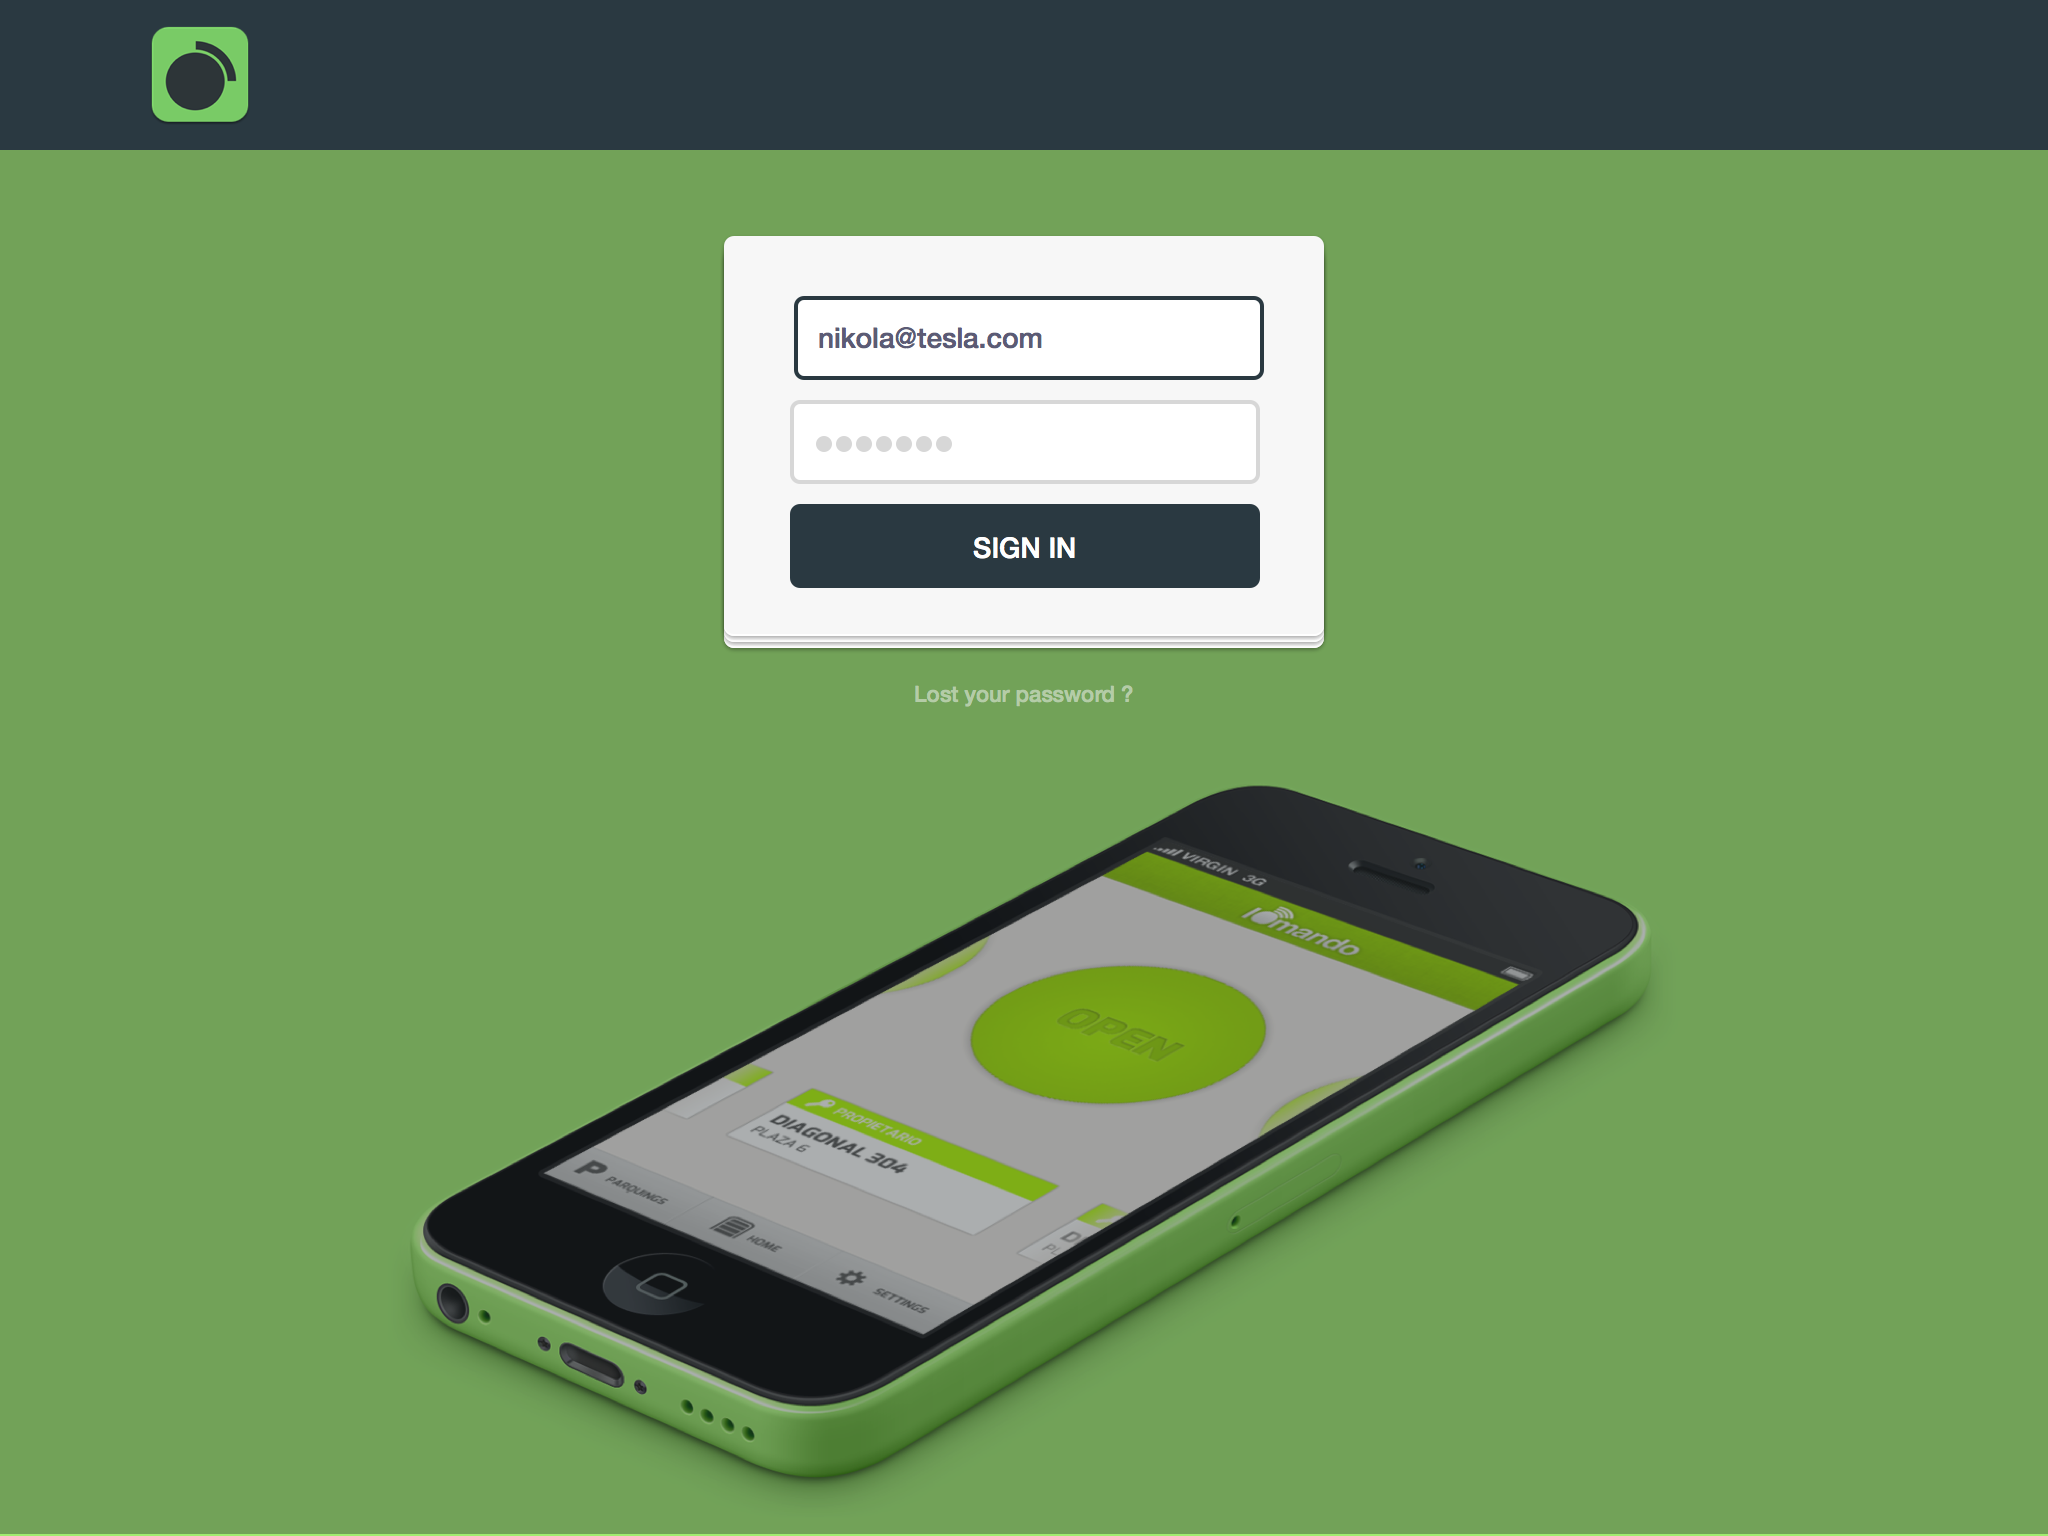 nikola@tesla.com
SIGN IN
Lost your password ?
VIRGIN 3G
IOmando
OPEN
PROPIETARIO
DIAGONAL 304
PLAZA 6
D
PL
PARQUINGS
HOME
SETTINGS